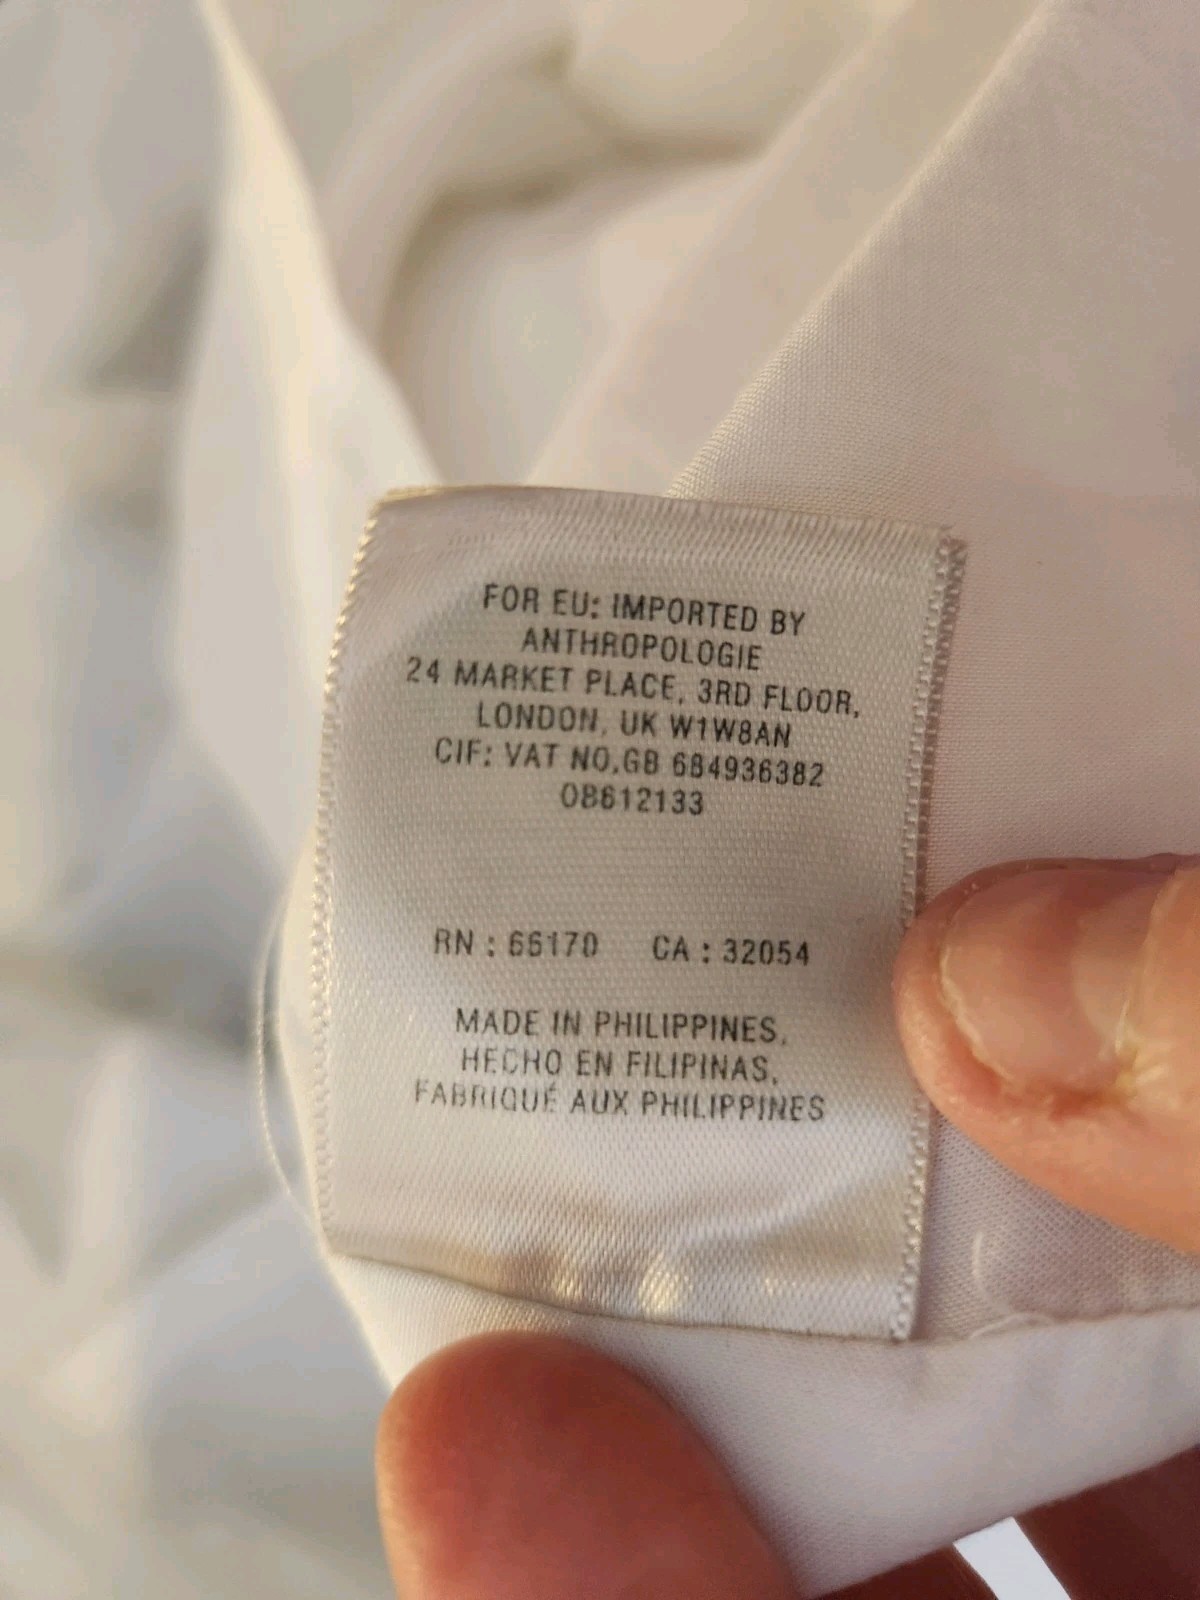 FOR EU: IMPORTED BY
ANTHROPOLOGIE
24 MARKET PLACE, 3RD FLOOR,
LONDON, UK W1W8AN
CIF: VAT NO.GB 684936382
OB612133
RN : 66170 CA : 32054
MADE IN PHILIPPINES,
HECHO EN FILIPINAS,
FABRIQUÉ AUX PHILIPPINES